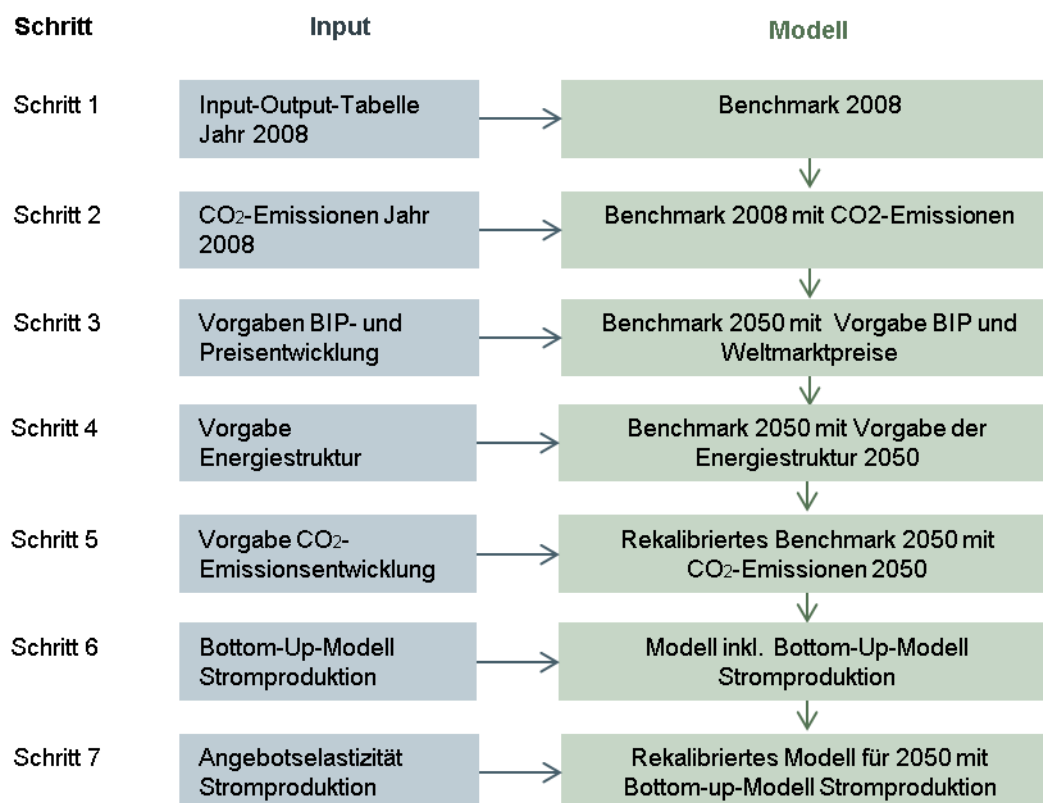 Schritt Input Modell
Schritt 1
Input-Output-Tabelle
Jahr 2008
Benchmark 2008
Schritt 2
CO2-Emissionen Jahr
2008
Benchmark 2008 mit CO2-Emissionen
Schritt 3
Vorgaben BIP- und
Preisentwicklung
Benchmark 2050 mit Vorgabe BIP und
Weltmarktpreise
Schritt 4
Vorgabe
Energiestruktur
Benchmark 2050 mit Vorgabe der
Energiestruktur 2050
Schritt 5
Vorgabe CO2-
Emissionsentwicklung
Rekalibriertes Benchmark 2050 mit
CO2-Emissionen 2050
Schritt 6
Bottom-Up-Modell
Stromproduktion
Modell inkl. Bottom-Up-Modell
Stromproduktion
Schritt 7
Angebotselastizität
Stromproduktion
Rekalibriertes Modell für 2050 mit
Bottom-up-Modell Stromproduktion